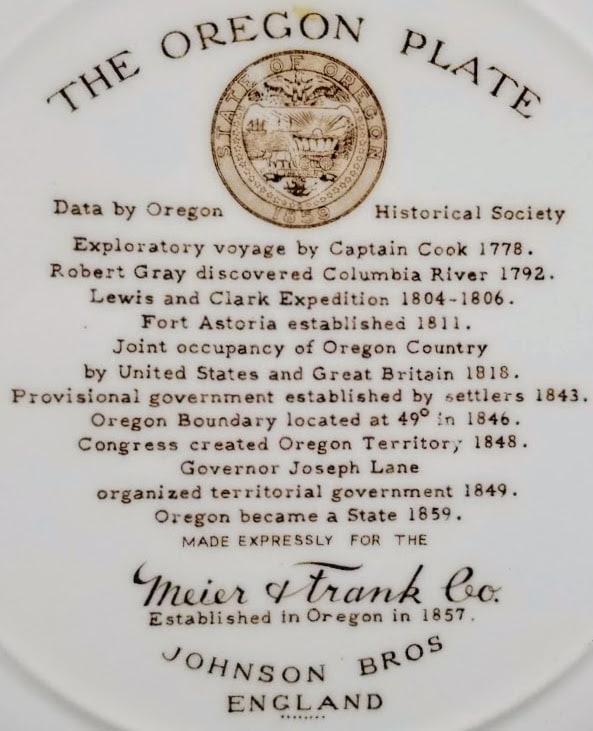 THE OREGON PLATE
STATE OF OREGON
1859
Data by Oregon Historical Society
Exploratory voyage by Captain Cook 1778.
Robert Gray discovered Columbia River 1792.
Lewis and Clark Expedition 1804-1806.
Fort Astoria established 1811.
Joint occupancy of Oregon Country
by United States and Great Britain 1818.
Provisional government established by settlers 1843.
Oregon Boundary located at 49° in 1846.
Congress created Oregon Territory 1848.
Governor Joseph Lane
organized territorial government 1849.
Oregon became a State 1859.
MADE EXPRESSLY FOR THE
Meier & Frank Co.
Established in Oregon in 1857.
JOHNSON BROS
ENGLAND